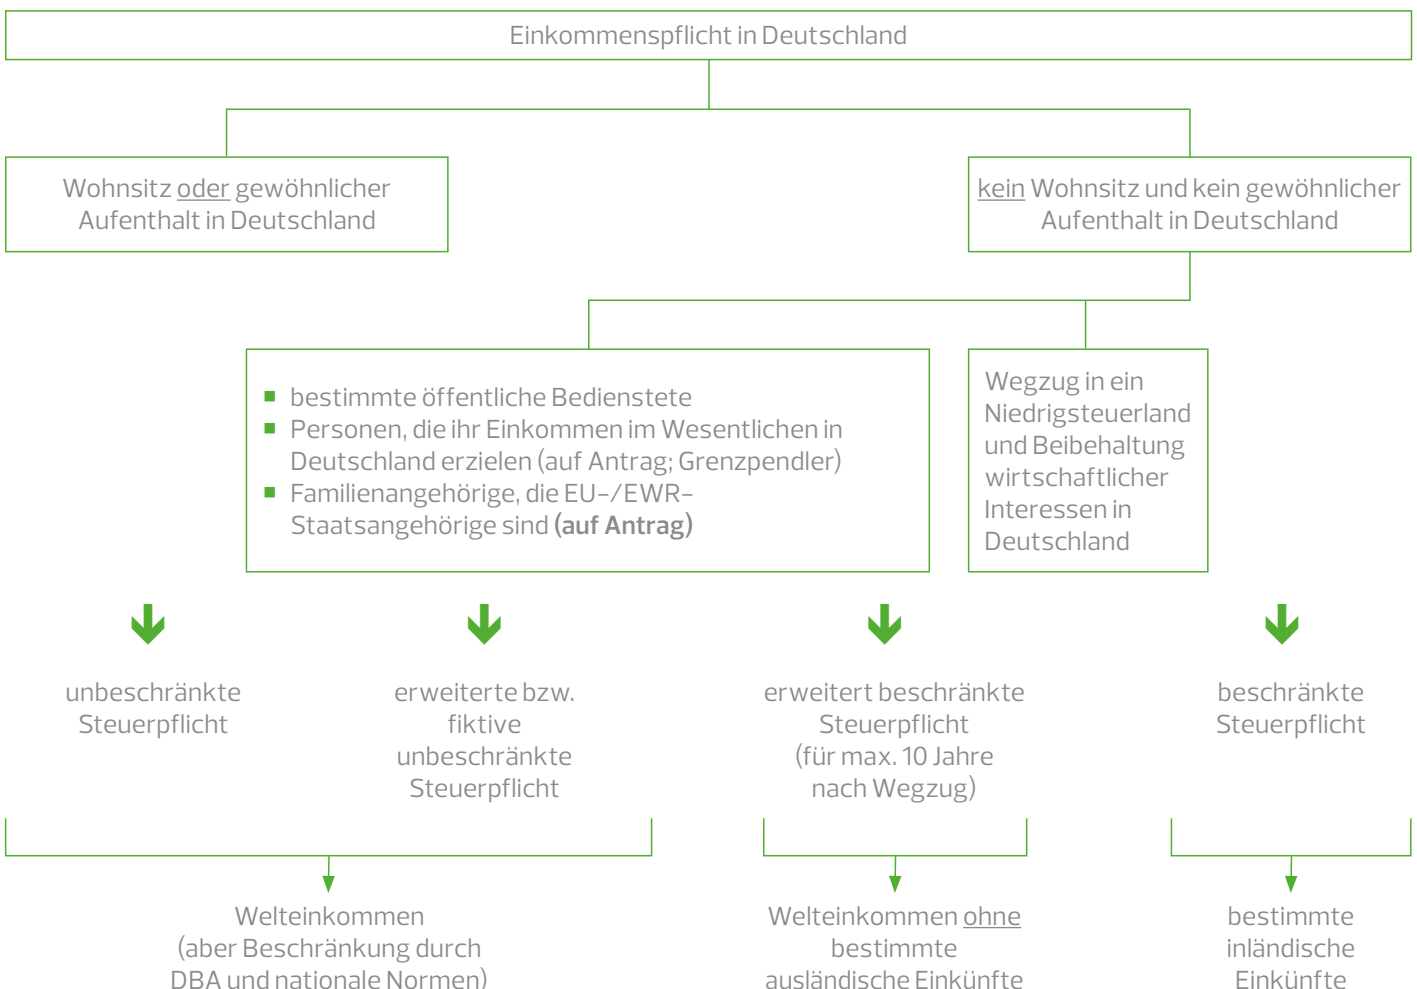 Einkommenspflicht in Deutschland
Wohnsitz oder gewöhnlicher
Aufenthalt in Deutschland
kein Wohnsitz und kein gewöhnlicher
Aufenthalt in Deutschland
bestimmte öffentliche Bedienstete
Personen, die ihr Einkommen im Wesentlichen in
Deutschland erzielen (auf Antrag; Grenzpendler)
Familienangehörige, die EU-/EWR-
Staatsangehörige sind (auf Antrag)
Wegzug in ein
Niedrigsteuerland
und Beibehaltung
wirtschaftlicher
Interessen in
Deutschland
unbeschränkte
Steuerpflicht
erweiterte bzw.
fiktive
unbeschränkte
Steuerpflicht
erweitert beschränkte
Steuerpflicht
(für max. 10 Jahre
nach Wegzug)
beschränkte
Steuerpflicht
Welteinkommen
(aber Beschränkung durch
DBA und nationale Normen)
Welteinkommen ohne
bestimmte
ausländische Einkünfte
bestimmte
inländische
Einkünfte